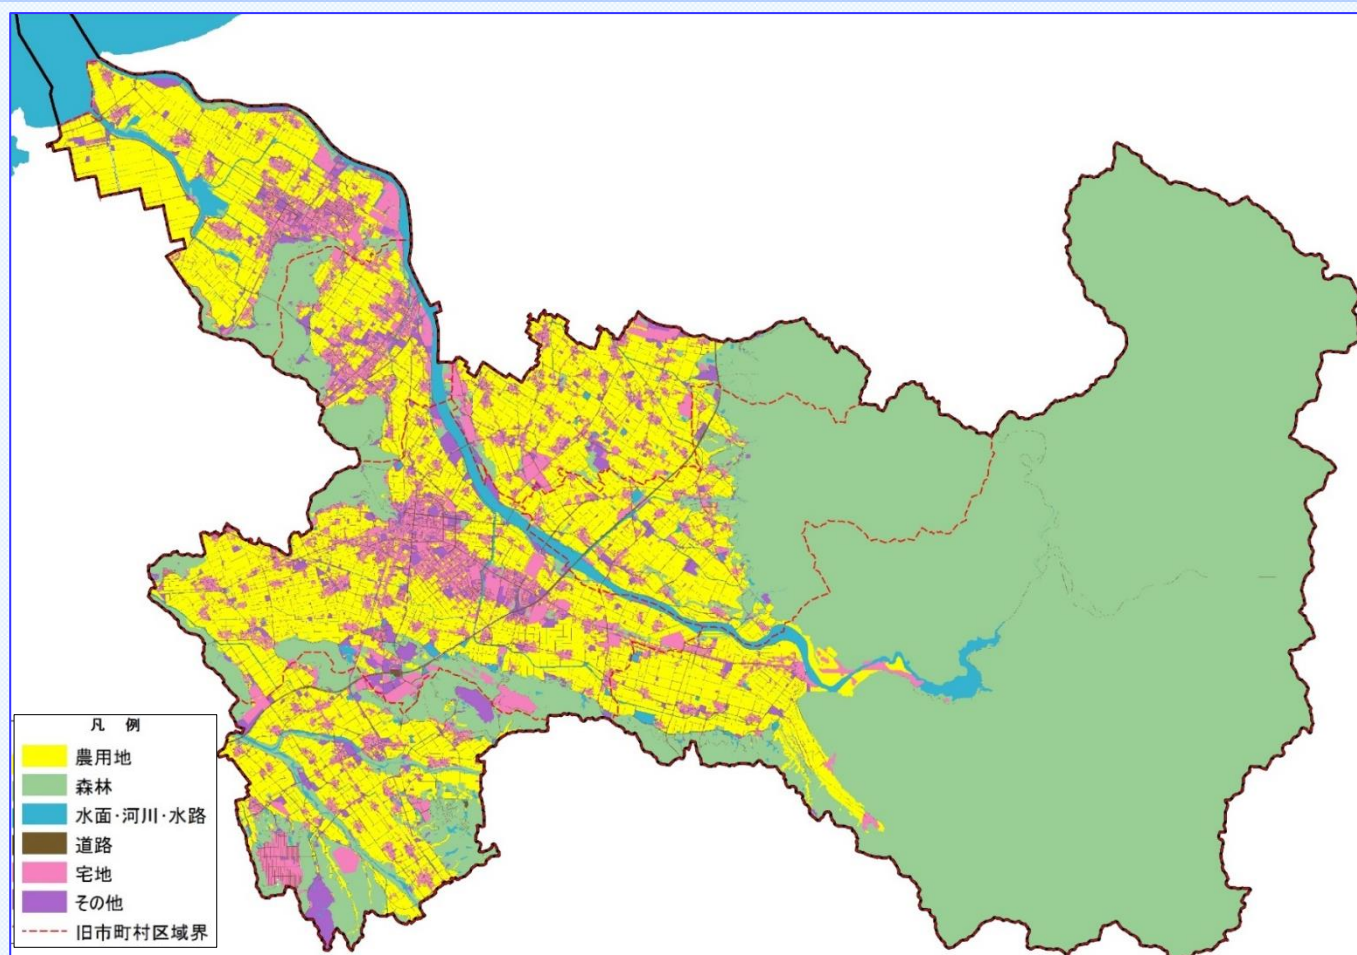 凡 例
農用地
森林
水面・河川・水路
道路
宅地
その他
旧市町村区域界